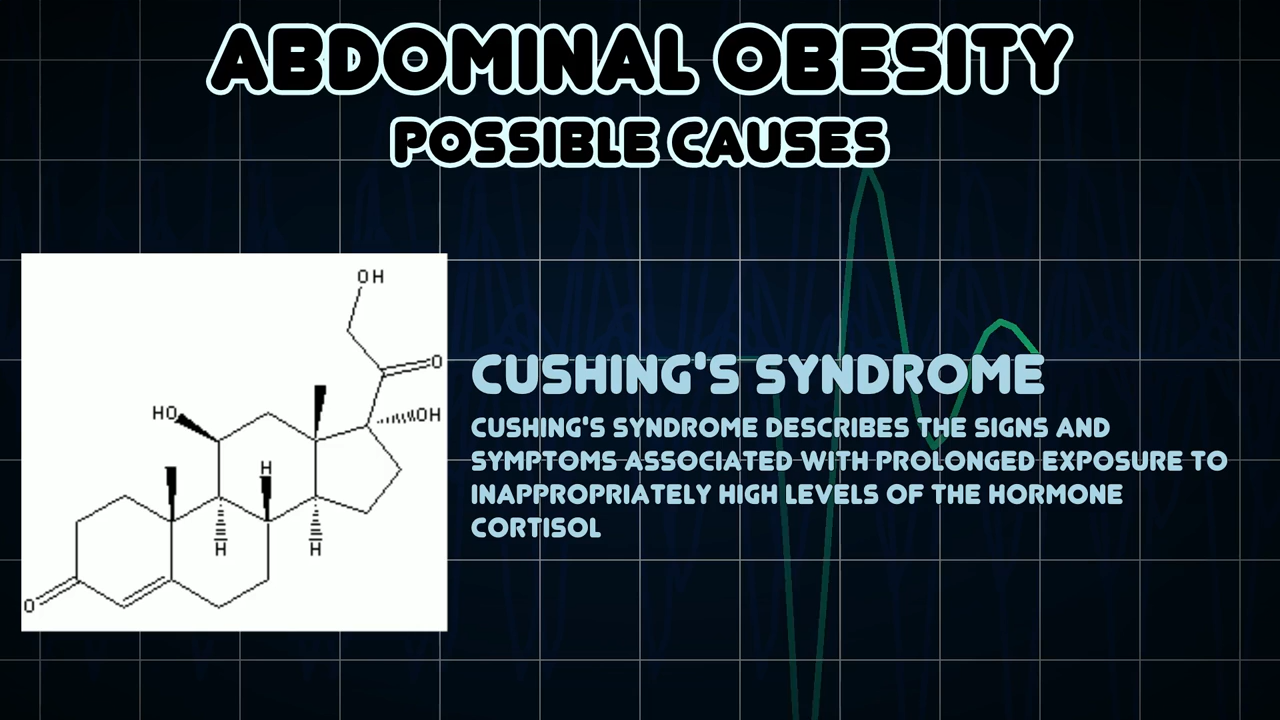 ABDOMINAL OBESITY
POSSIBLE CAUSES
OH
O
HO
OH
H
H
H
O
CUSHING'S SYNDROME
CUSHING'S SYNDROME DESCRIBES THE SIGNS AND
SYMPTOMS ASSOCIATED WITH PROLONGED EXPOSURE TO
INAPPROPRIATELY HIGH LEVELS OF THE HORMONE
CORTISOL